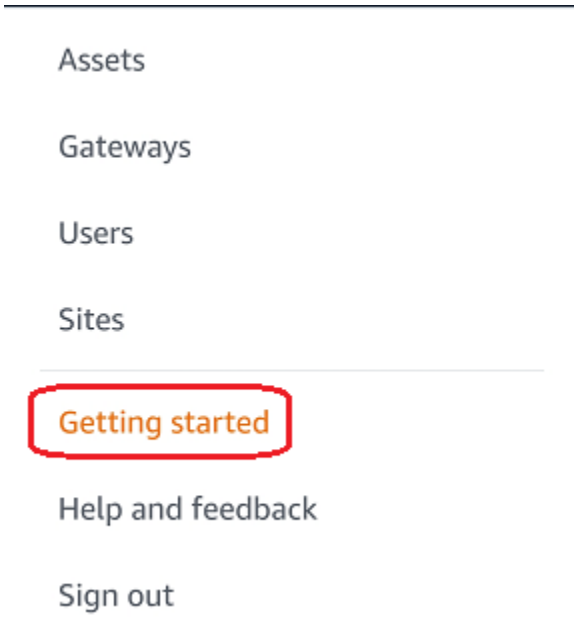 Assets
Gateways
Users
Sites
Getting started
Help and feedback
Sign out